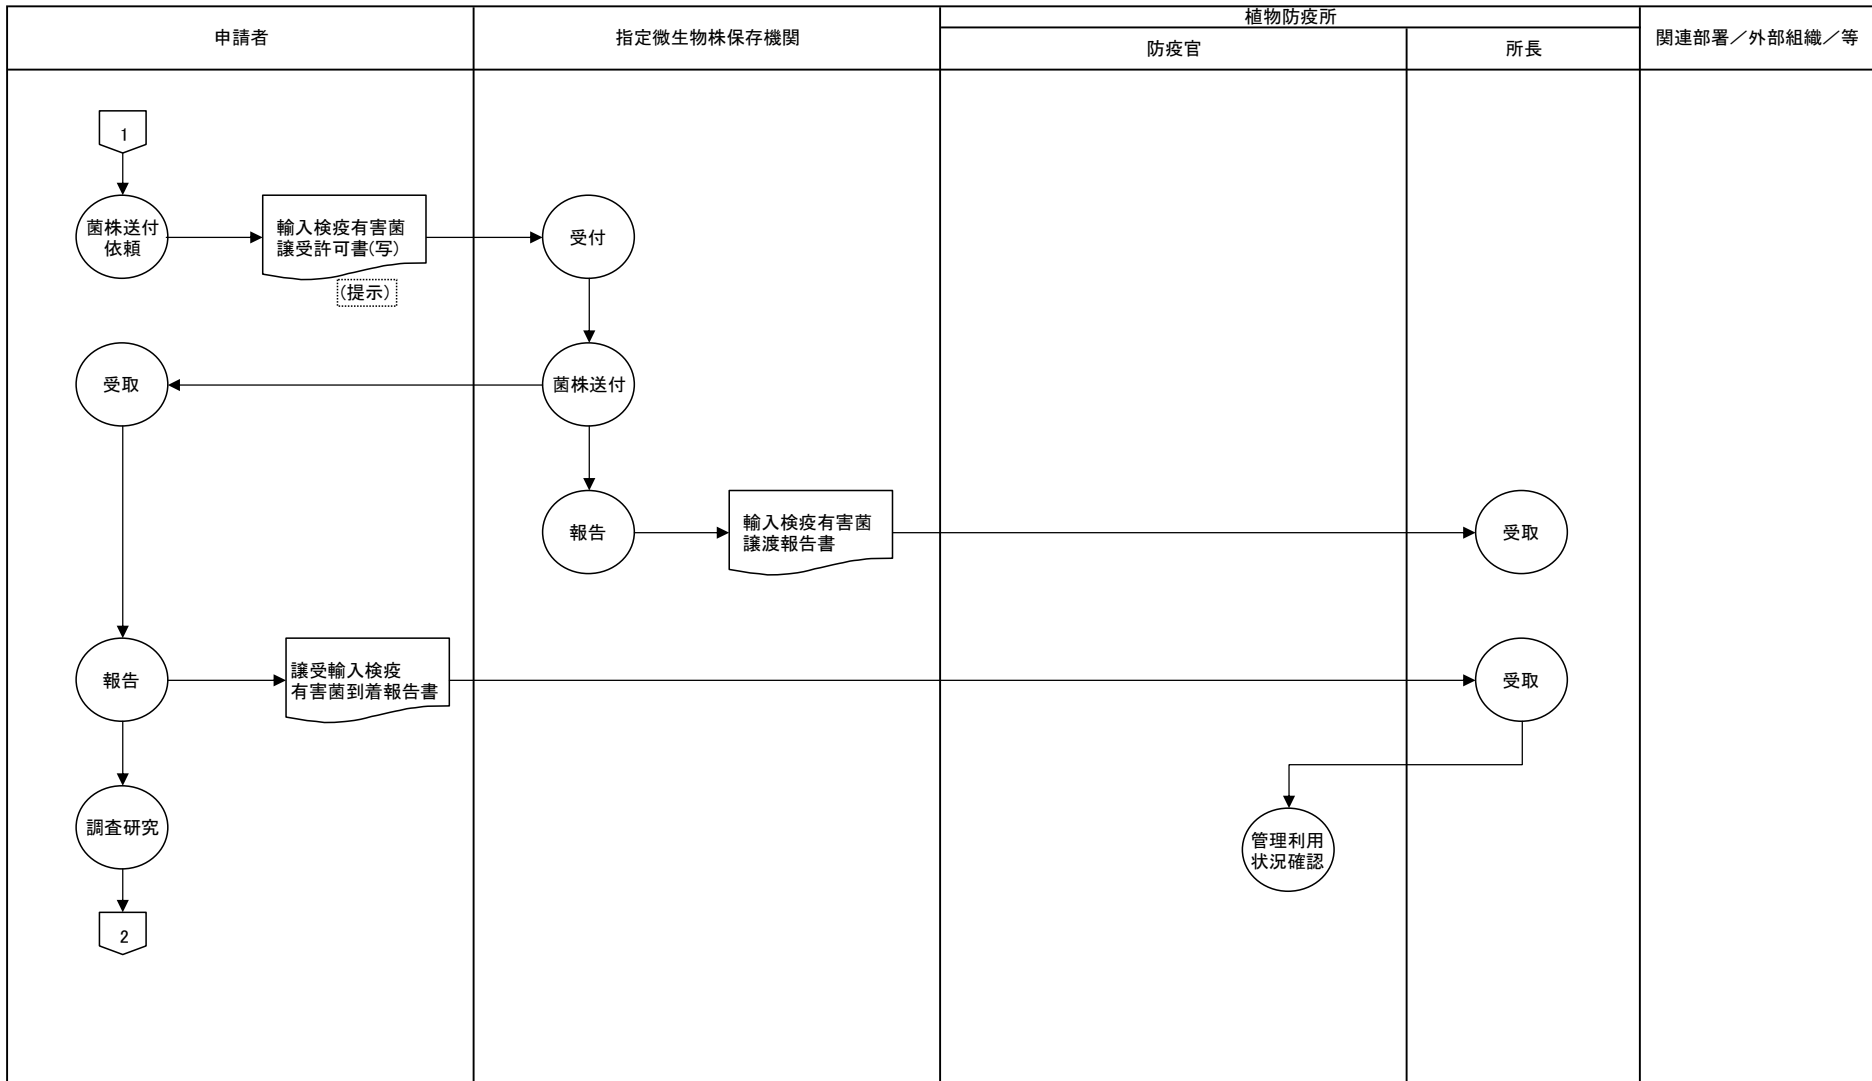 申請者
指定微生物株保存機関
植物防疫所
防疫官
所長
関連部署／外部組織／等
1
菌株送付
依頼
輸入検疫有害菌
譲受許可書(写)
(提示)
受付
受取
菌株送付
報告
輸入検疫有害菌
譲渡報告書
受取
報告
譲受輸入検疫
有害菌到着報告書
受取
調査研究
管理利用
状況確認
2